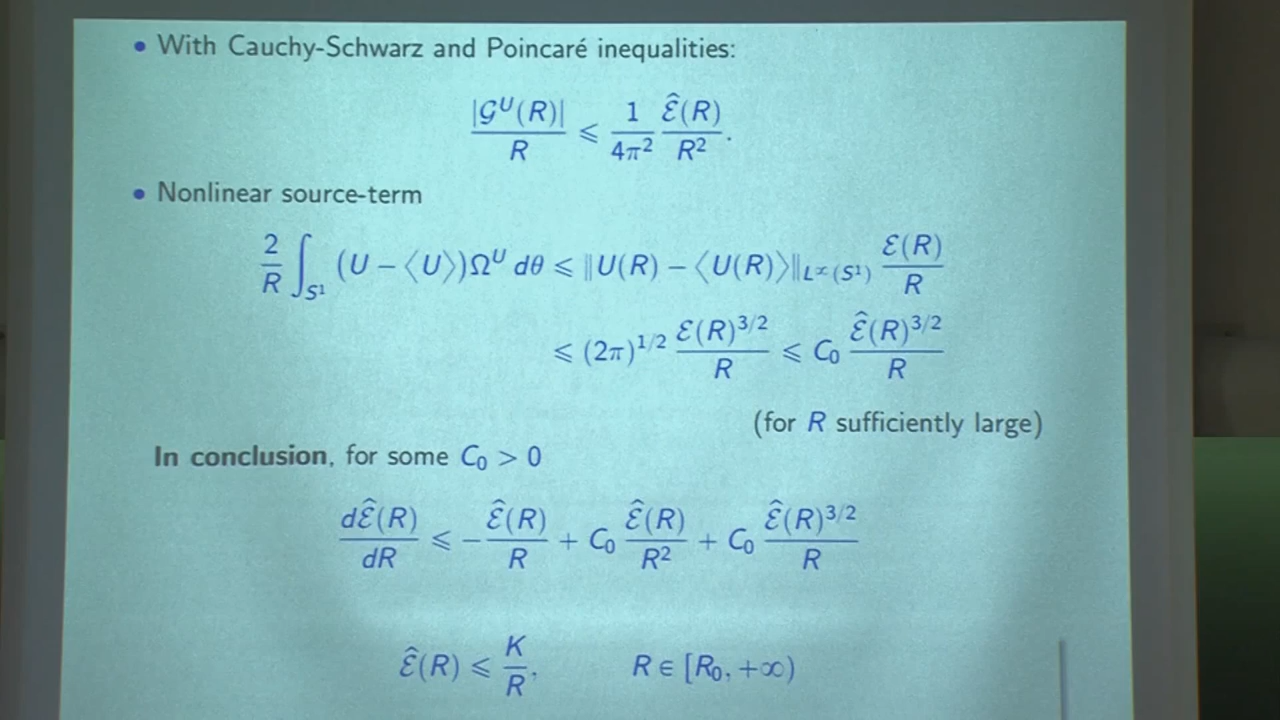 • With Cauchy-Schwarz and Poincaré inequalities:
|𝒢ᵁ(R)| / R ⩽ 1/(4π²) ℰ̂(R)/R².
• Nonlinear source-term
2/R ∫_{S¹} (U − ⟨U⟩)Ωᵁ dθ ⩽ ‖U(R) − ⟨U(R)⟩‖_{L^∞(S¹)} ℰ(R)/R
⩽ (2π)^{1/2} ℰ(R)^{3/2}/R ⩽ C₀ ℰ̂(R)^{3/2}/R
(for R sufficiently large)
In conclusion, for some C₀ > 0
dℰ̂(R)/dR ⩽ −ℰ̂(R)/R + C₀ ℰ̂(R)/R² + C₀ ℰ̂(R)^{3/2}/R
ℰ̂(R) ⩽ K/R, R ∈ [R₀, +∞)